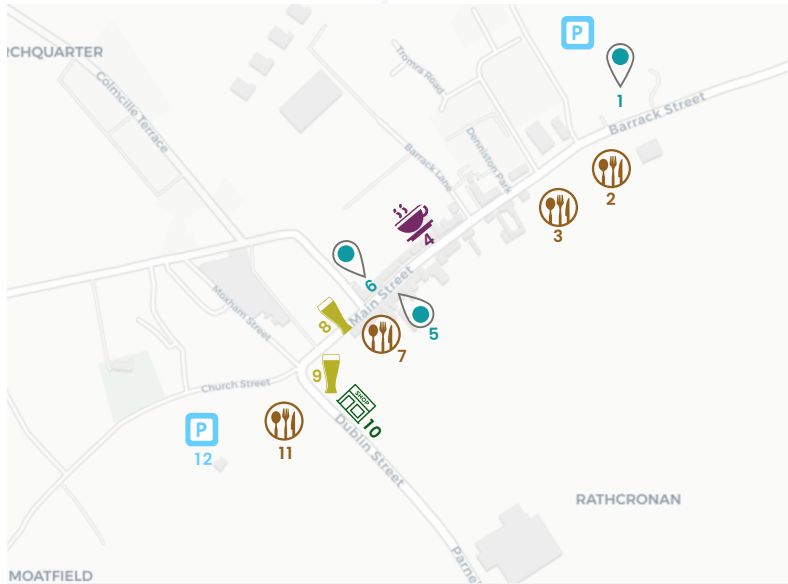 P
RCHQUARTER
Tromra Road
Colmcille Terrace
1
Barrack Street
Denniston Park
Barrack Lane
2
3
4
6
Main Street
Moxham Street
8
5
7
9
Church Street
SHOP
P
11
10
12
Dublin Street
RATHCRONAN
Parne
MOATFIELD